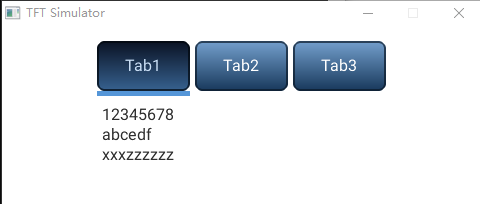 TFT Simulator
Tab1 Tab2 Tab3
12345678
abcedf
xxxzzzzzz